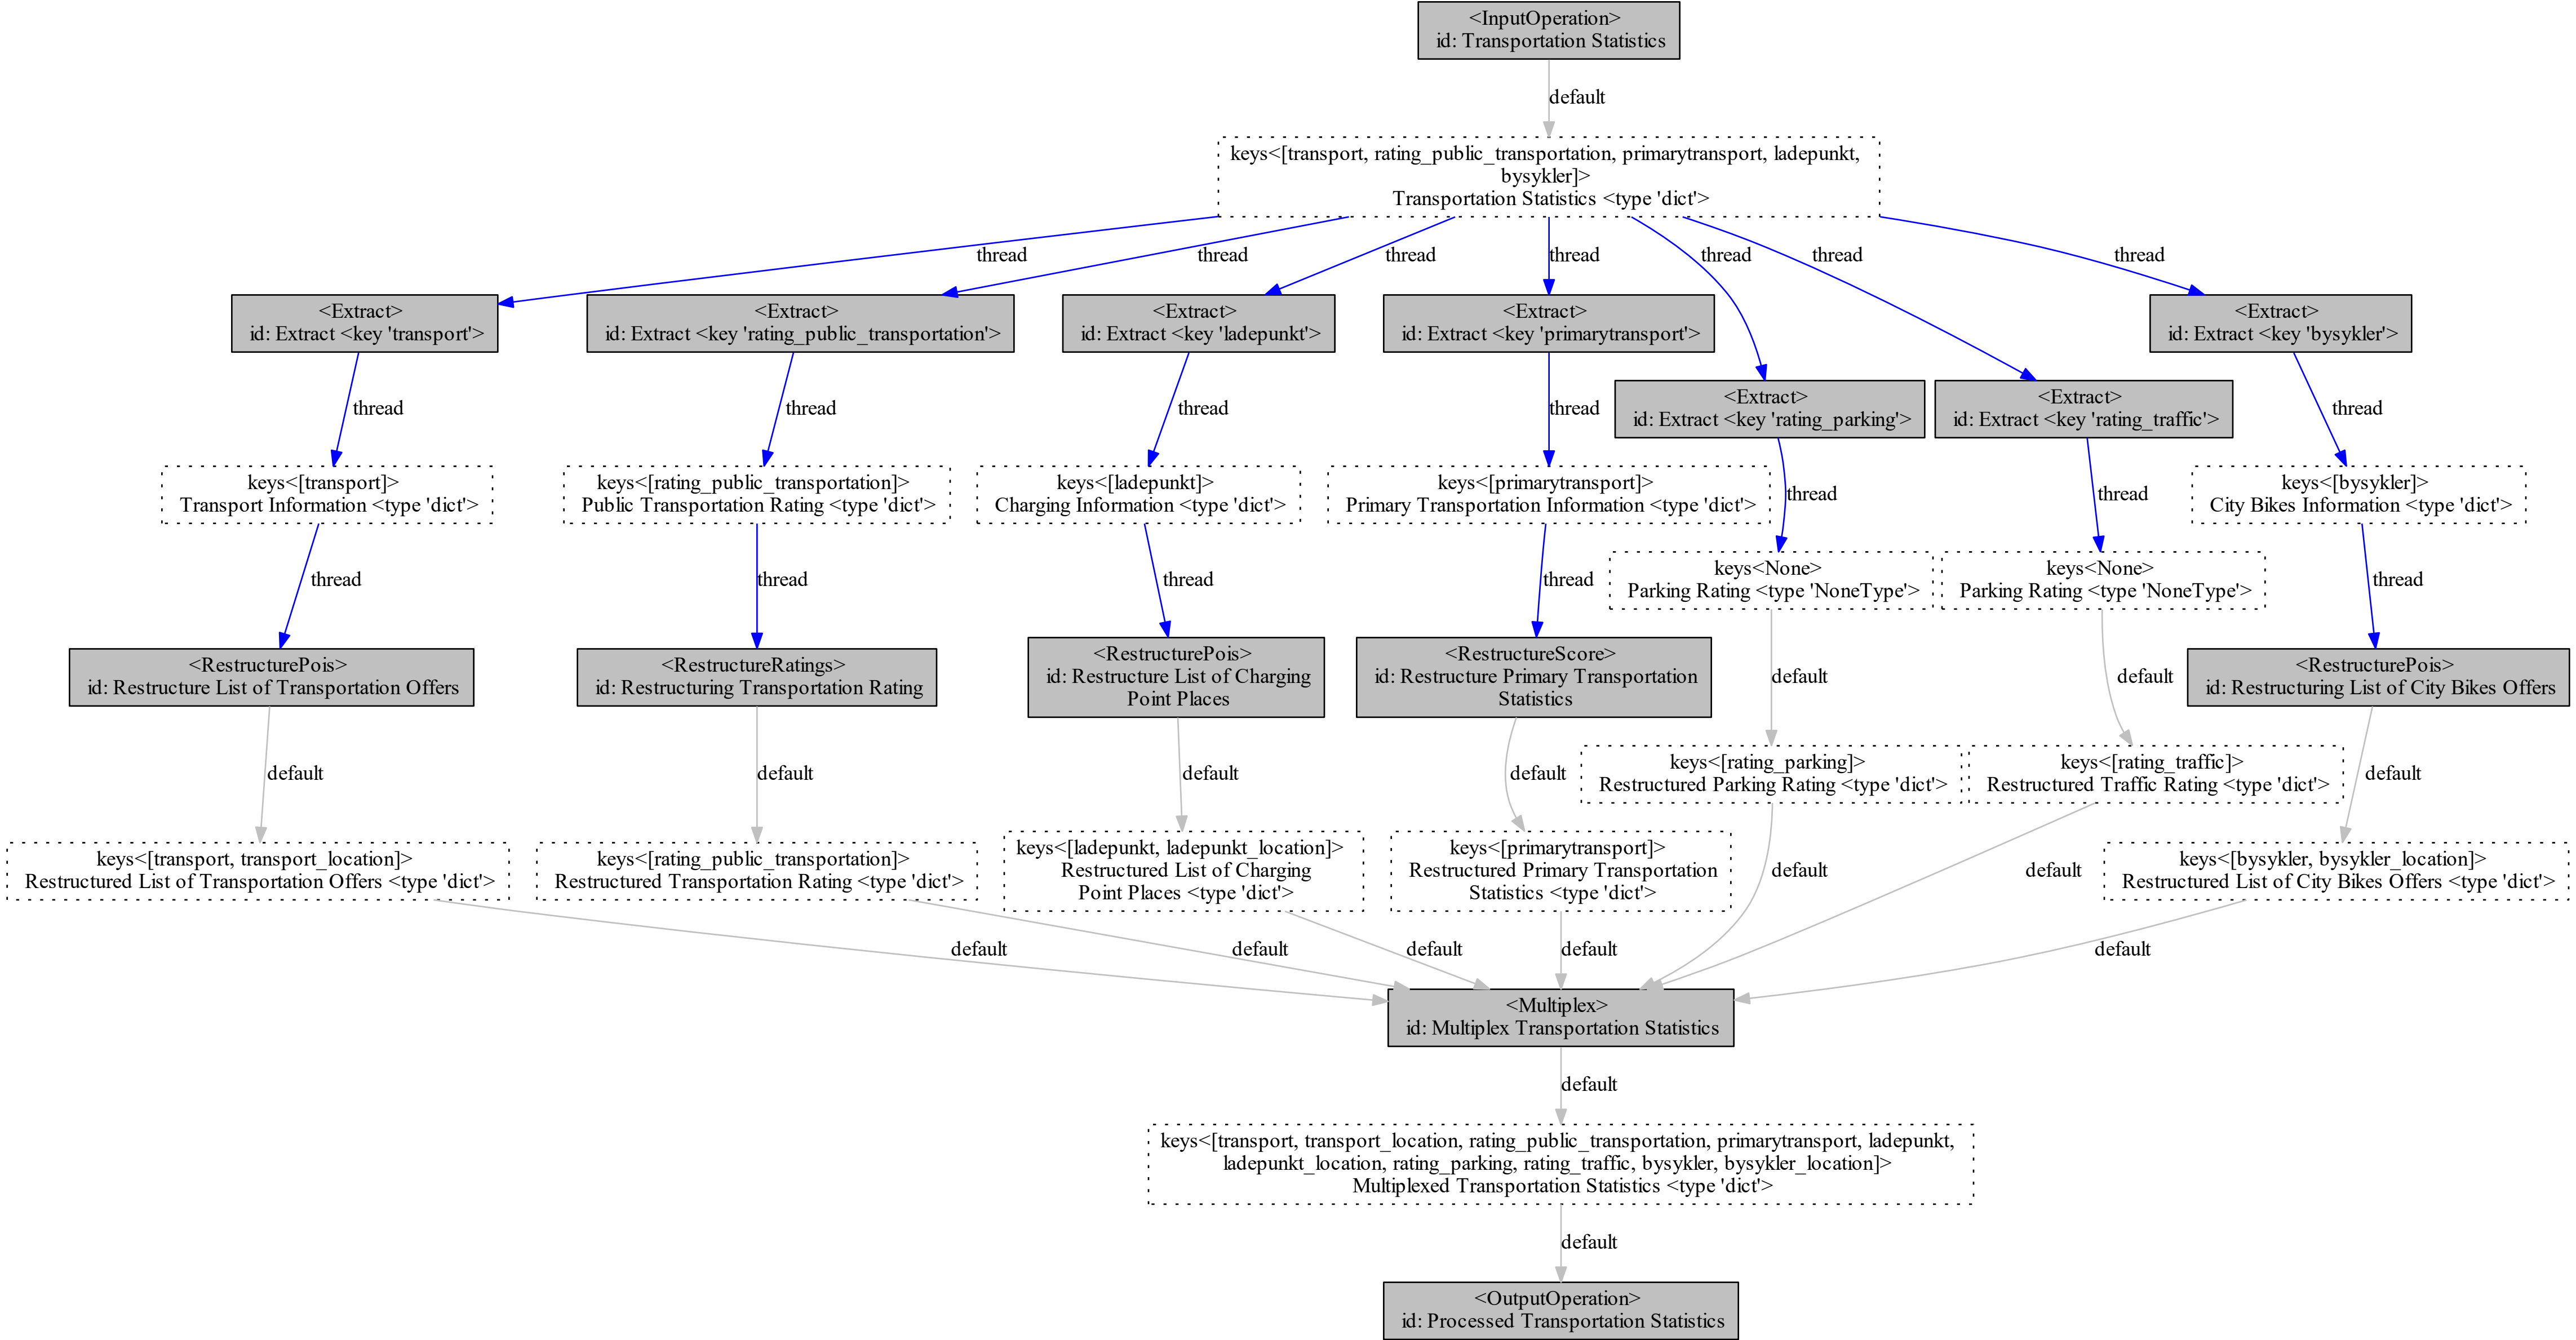 <InputOperation>
id: Transportation Statistics
default
keys<[transport, rating_public_transportation, primarytransport, ladepunkt,
bysykler]>
Transportation Statistics <type 'dict'>
thread
thread
thread
thread
thread
thread
thread
<Extract>
id: Extract <key 'transport'>
<Extract>
id: Extract <key 'rating_public_transportation'>
<Extract>
id: Extract <key 'ladepunkt'>
<Extract>
id: Extract <key 'primarytransport'>
<Extract>
id: Extract <key 'bysykler'>
<Extract>
id: Extract <key 'rating_parking'>
<Extract>
id: Extract <key 'rating_traffic'>
thread
thread
thread
thread
thread
keys<[transport]>
Transport Information <type 'dict'>
keys<[rating_public_transportation]>
Public Transportation Rating <type 'dict'>
keys<[ladepunkt]>
Charging Information <type 'dict'>
keys<[primarytransport]>
Primary Transportation Information <type 'dict'>
thread
thread
keys<[bysykler]>
City Bikes Information <type 'dict'>
thread
thread
thread
thread
keys<None>
Parking Rating <type 'NoneType'>
keys<None>
Parking Rating <type 'NoneType'>
thread
<RestructurePois>
id: Restructure List of Transportation Offers
<RestructureRatings>
id: Restructuring Transportation Rating
<RestructurePois>
id: Restructure List of Charging
Point Places
<RestructureScore>
id: Restructure Primary Transportation
Statistics
default
default
<RestructurePois>
id: Restructuring List of City Bikes Offers
default
default
default
default
keys<[rating_parking]>
Restructured Parking Rating <type 'dict'>
keys<[rating_traffic]>
Restructured Traffic Rating <type 'dict'>
default
keys<[transport, transport_location]>
Restructured List of Transportation Offers <type 'dict'>
keys<[rating_public_transportation]>
Restructured Transportation Rating <type 'dict'>
keys<[ladepunkt, ladepunkt_location]>
Restructured List of Charging
Point Places <type 'dict'>
keys<[primarytransport]>
Restructured Primary Transportation
Statistics <type 'dict'>
default
default
keys<[bysykler, bysykler_location]>
Restructured List of City Bikes Offers <type 'dict'>
default
default
default
default
default
<Multiplex>
id: Multiplex Transportation Statistics
default
keys<[transport, transport_location, rating_public_transportation, primarytransport, ladepunkt,
ladepunkt_location, rating_parking, rating_traffic, bysykler, bysykler_location]>
Multiplexed Transportation Statistics <type 'dict'>
default
<OutputOperation>
id: Processed Transportation Statistics